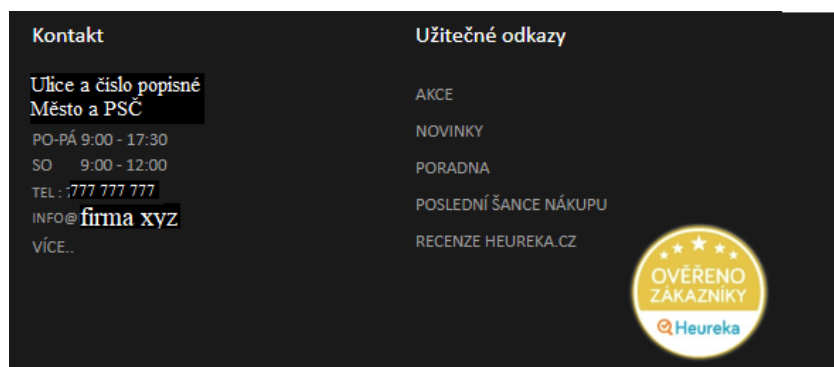 Kontakt
Ulice a číslo popisné
Město a PSČ
PO-PÁ 9:00 - 17:30
SO 9:00 - 12:00
TEL : 777 777 777
INFO@firma xyz
VÍCE..
Užitečné odkazy
AKCE
NOVINKY
PORADNA
POSLEDNÍ ŠANCE NÁKUPU
RECENZE HEUREKA.CZ
OVĚŘENO
ZÁKAZNÍKY
Heureka